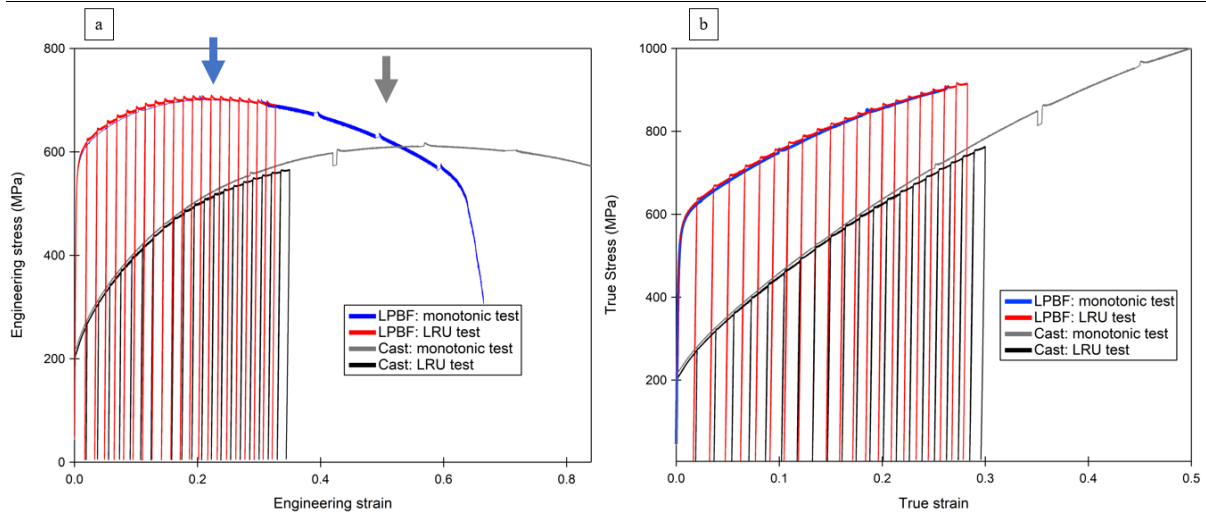 a
800
600
400
200
0
Engineering stress (MPa)
0.0
0.2
0.4
0.6
0.8
Engineering strain
LPBF: monotonic test
LPBF: LRU test
Cast: monotonic test
Cast: LRU test
b
1000
800
600
400
200
True Stress (MPa)
0.0
0.1
0.2
0.3
0.4
0.5
True strain
LPBF: monotonic test
LPBF: LRU test
Cast: monotonic test
Cast: LRU test